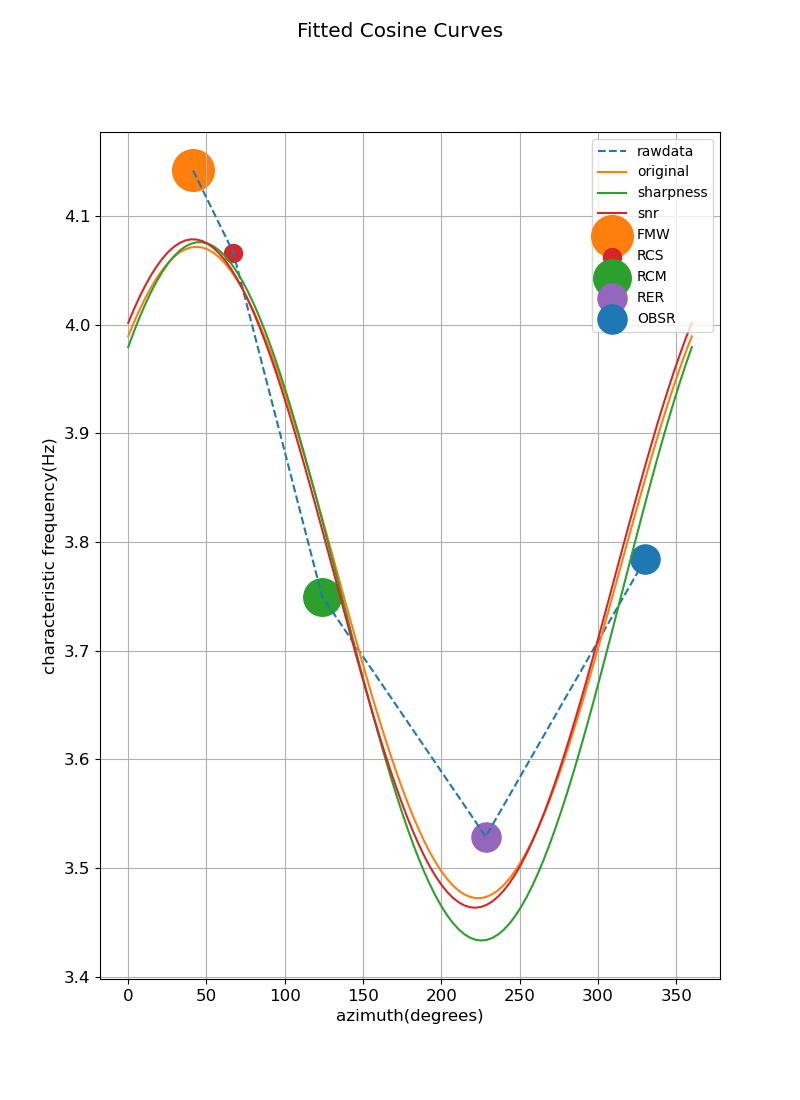 Fitted Cosine Curves
rawdata
original
sharpness
snr
FMW
RCS
RCM
RER
OBSR
characteristic frequency(Hz)
4.1
4.0
3.9
3.8
3.7
3.6
3.5
3.4
0 50 100 150 200 250 300 350
azimuth(degrees)